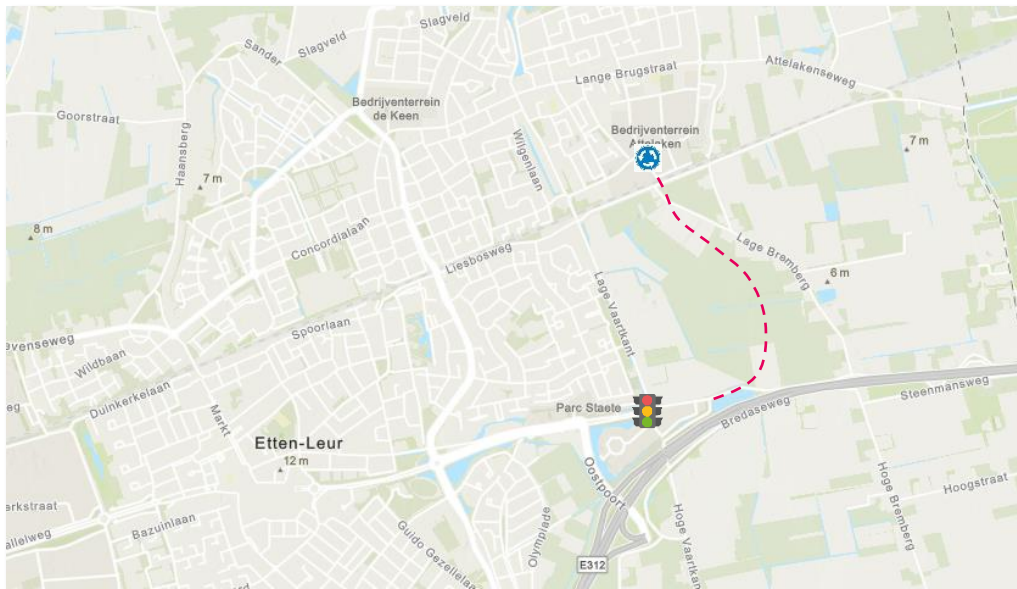 Slagveld
Sander
Slagveld
Lange Brugstraat
Attelakenseweg
Bedrijventerrein
de Keen
Goorstraat
Haansberg
Wilgenlaan
Bedrijventerrein
Attelaken
7 m
7 m
8 m
Concordialaan
Liesbosweg
Lage Bremberg
6 m
Lage Vaartkant
Spoorlaan
evenseweg
Wildbaan
Duinkerkelaan
eg
Markt
Parc Staete
Bredaseweg
Steenmansweg
Etten-Leur
12 m
Oostpoort
Hoge Bremberg
Hoogstraat
erkstraat
allelweg
Bazuinlaan
Guido Gezellelaan
Olympiade
Hoge Vaartkant
E312